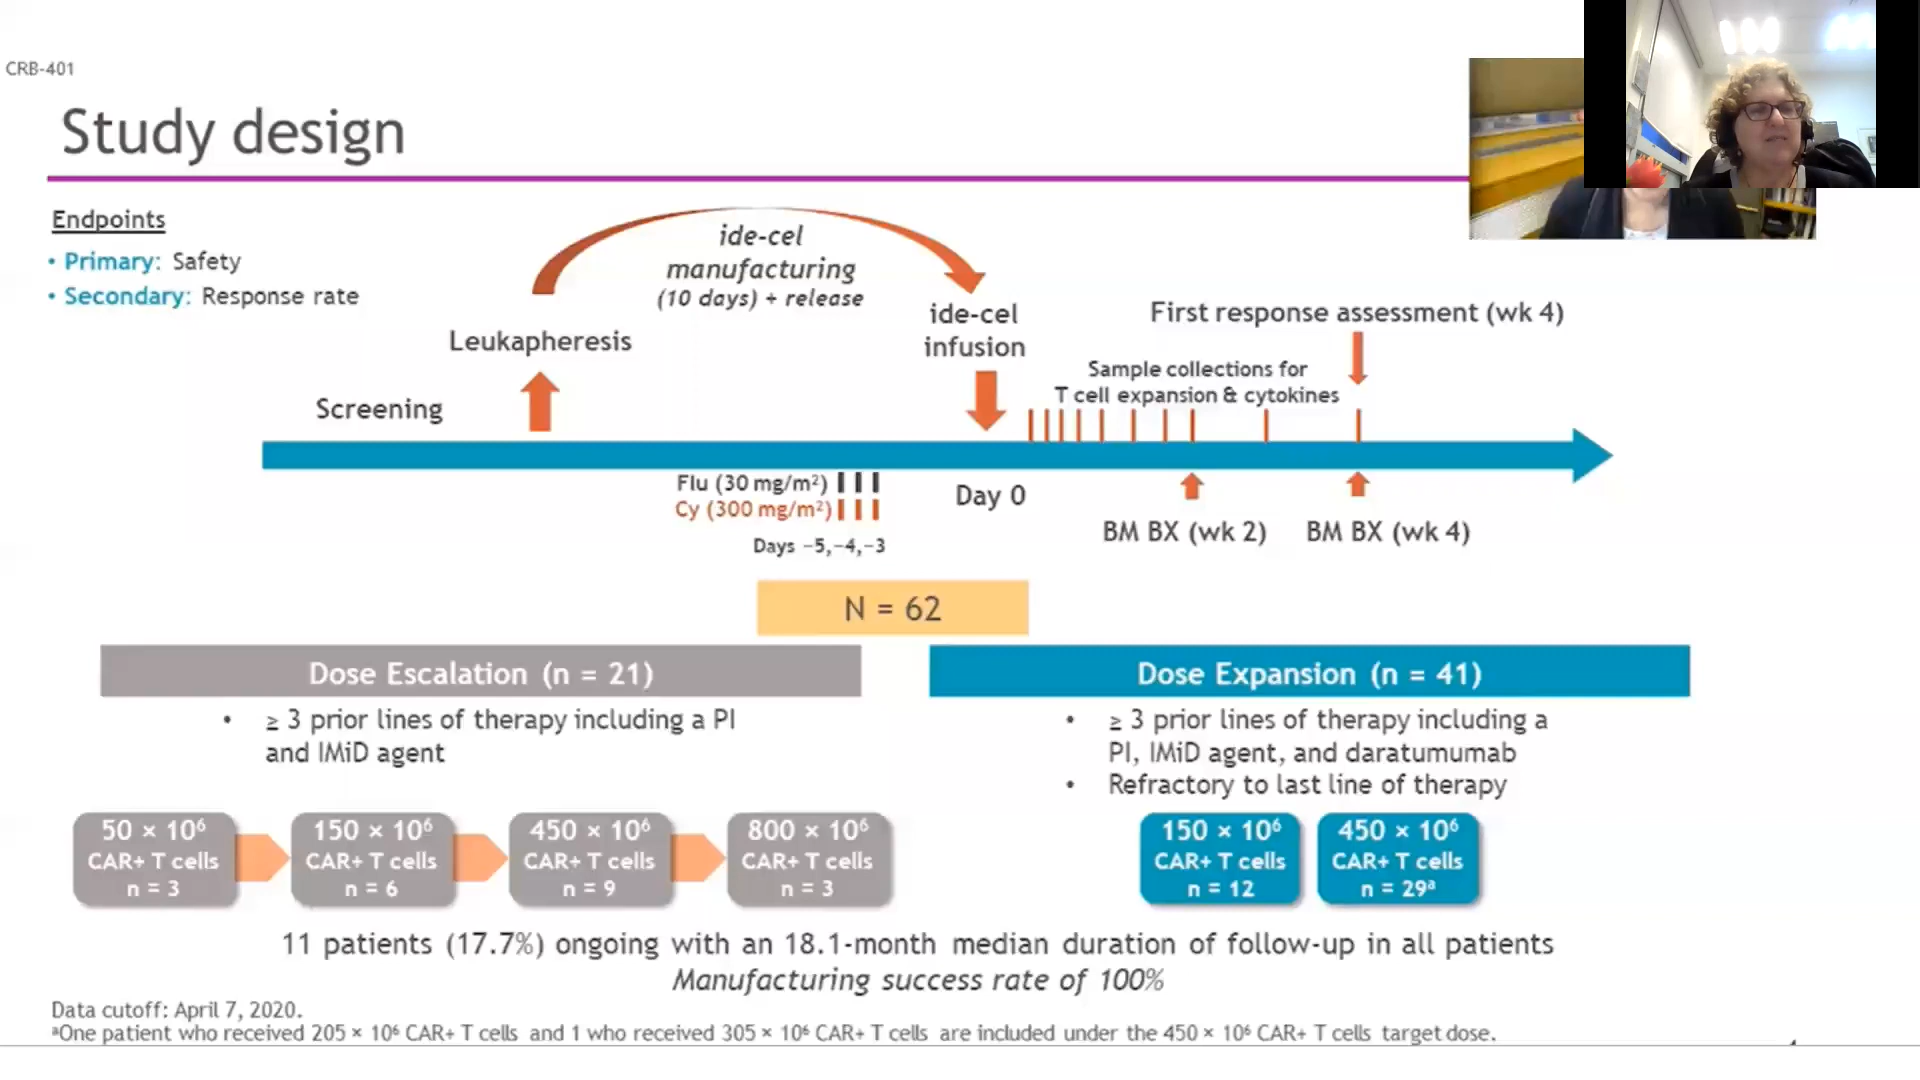 CRB-401
Study design
Endpoints
• Primary: Safety
• Secondary: Response rate
ide-cel
manufacturing
(10 days) + release
Leukapheresis
Screening
ide-cel
infusion
First response assessment (wk 4)
Sample collections for
T cell expansion & cytokines
Flu (30 mg/m²)
Cy (300 mg/m²)
Days −5,−4,−3
Day 0
BM BX (wk 2)
BM BX (wk 4)
N = 62
Dose Escalation (n = 21)
• ≥ 3 prior lines of therapy including a PI
and IMiD agent
50 × 10⁶
CAR+ T cells
n = 3
150 × 10⁶
CAR+ T cells
n = 6
450 × 10⁶
CAR+ T cells
n = 9
800 × 10⁶
CAR+ T cells
n = 3
Dose Expansion (n = 41)
• ≥ 3 prior lines of therapy including a
PI, IMiD agent, and daratumumab
• Refractory to last line of therapy
150 × 10⁶
CAR+ T cells
n = 12
450 × 10⁶
CAR+ T cells
n = 29ᵃ
11 patients (17.7%) ongoing with an 18.1-month median duration of follow-up in all patients
Manufacturing success rate of 100%
Data cutoff: April 7, 2020.
ᵃOne patient who received 205 × 10⁶ CAR+ T cells and 1 who received 305 × 10⁶ CAR+ T cells are included under the 450 × 10⁶ CAR+ T cells target dose.